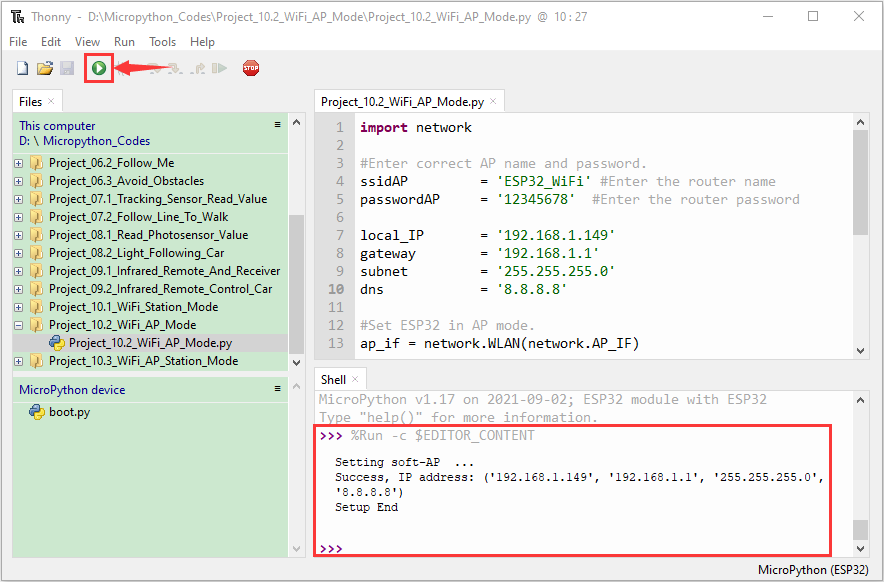 Thonny - D:\Micropython_Codes\Project_10.2_WiFi_AP_Mode\Project_10.2_WiFi_AP_Mode.py @ 10:27
File Edit View Run Tools Help
STOP
Files
This computer
D: \ Micropython_Codes
Project_06.2_Follow_Me
Project_06.3_Avoid_Obstacles
Project_07.1_Tracking_Sensor_Read_Value
Project_07.2_Follow_Line_To_Walk
Project_08.1_Read_Photosensor_Value
Project_08.2_Light_Following_Car
Project_09.1_Infrared_Remote_And_Receiver
Project_09.2_Infrared_Remote_Control_Car
Project_10.1_WiFi_Station_Mode
Project_10.2_WiFi_AP_Mode
Project_10.2_WiFi_AP_Mode.py
Project_10.3_WiFi_AP_Station_Mode
MicroPython device
boot.py
Project_10.2_WiFi_AP_Mode.py
1 import network
2
3 #Enter correct AP name and password.
4 ssidAP = 'ESP32_WiFi' #Enter the router name
5 passwordAP = '12345678' #Enter the router password
6
7 local_IP = '192.168.1.149'
8 gateway = '192.168.1.1'
9 subnet = '255.255.255.0'
10 dns = '8.8.8.8'
11
12 #Set ESP32 in AP mode.
13 ap_if = network.WLAN(network.AP_IF)
Shell
MicroPython v1.17 on 2021-09-02; ESP32 module with ESP32
Type "help()" for more information.
>>> %Run -c $EDITOR_CONTENT
Setting soft-AP ...
Success, IP address: ('192.168.1.149', '192.168.1.1', '255.255.255.0',
'8.8.8.8')
Setup End
>>>
MicroPython (ESP32)